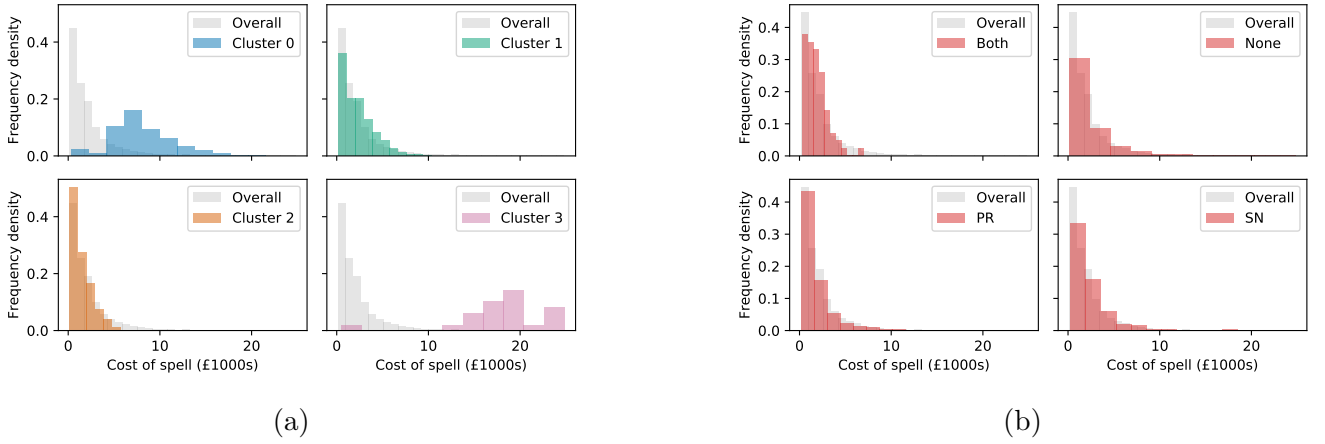 Frequency density
0.4
0.2
0.0
Overall
Cluster 0
Overall
Cluster 1
Frequency density
0.4
0.2
0.0
Overall
Cluster 2
Overall
Cluster 3
0
10
20
0
10
20
Cost of spell (£1000s)
Cost of spell (£1000s)
(a)
Frequency density
0.4
0.3
0.2
0.1
0.0
Overall
Both
Overall
None
Frequency density
0.4
0.3
0.2
0.1
0.0
Overall
PR
Overall
SN
0
10
20
0
10
20
Cost of spell (£1000s)
Cost of spell (£1000s)
(b)